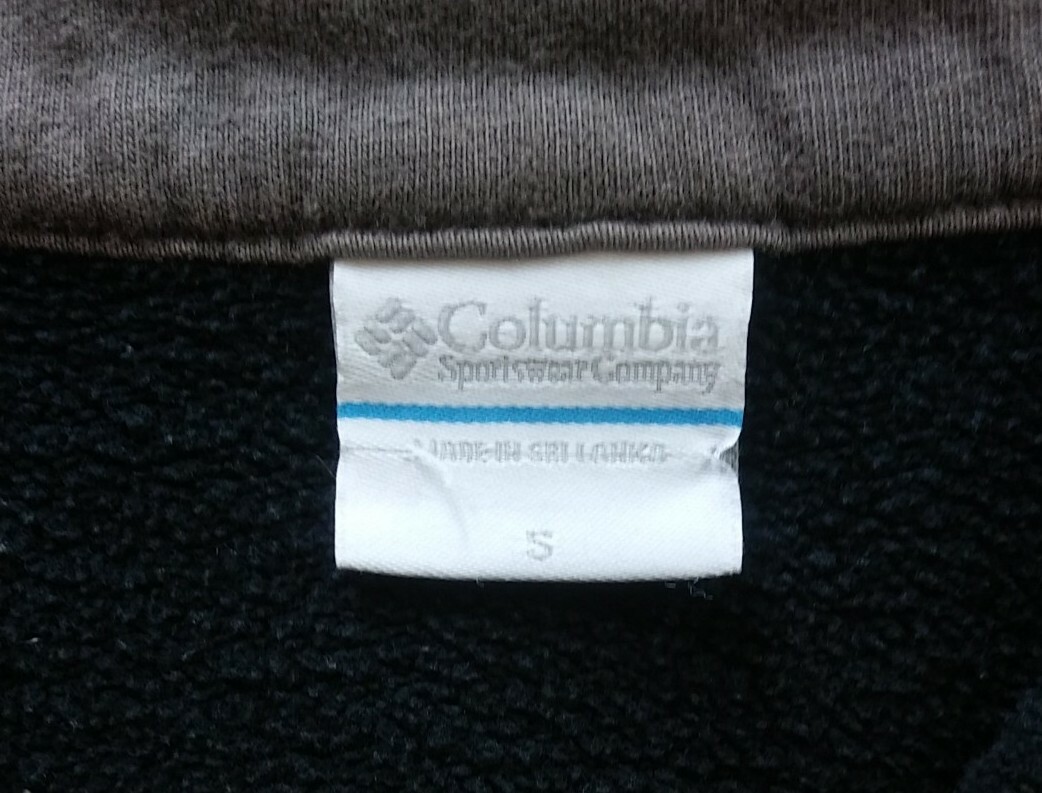 Columbia
Sportswear Company
MADE IN SRI LANKA
S